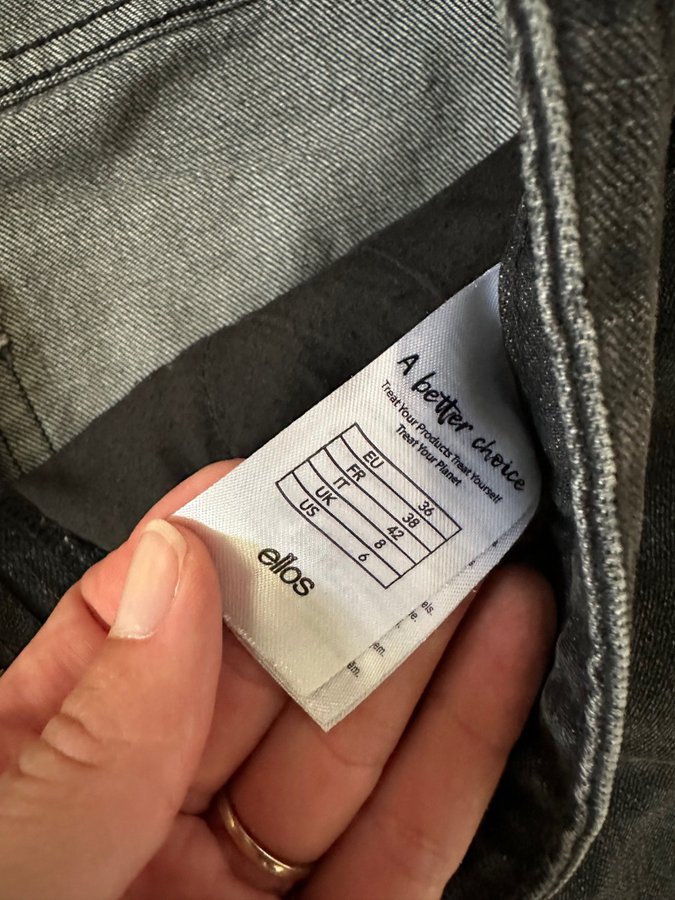 A better choice
Treat Your Products Treat Yourself
Treat Your Planet
EU 36
FR 38
IT 42
UK 8
US 6
ellos